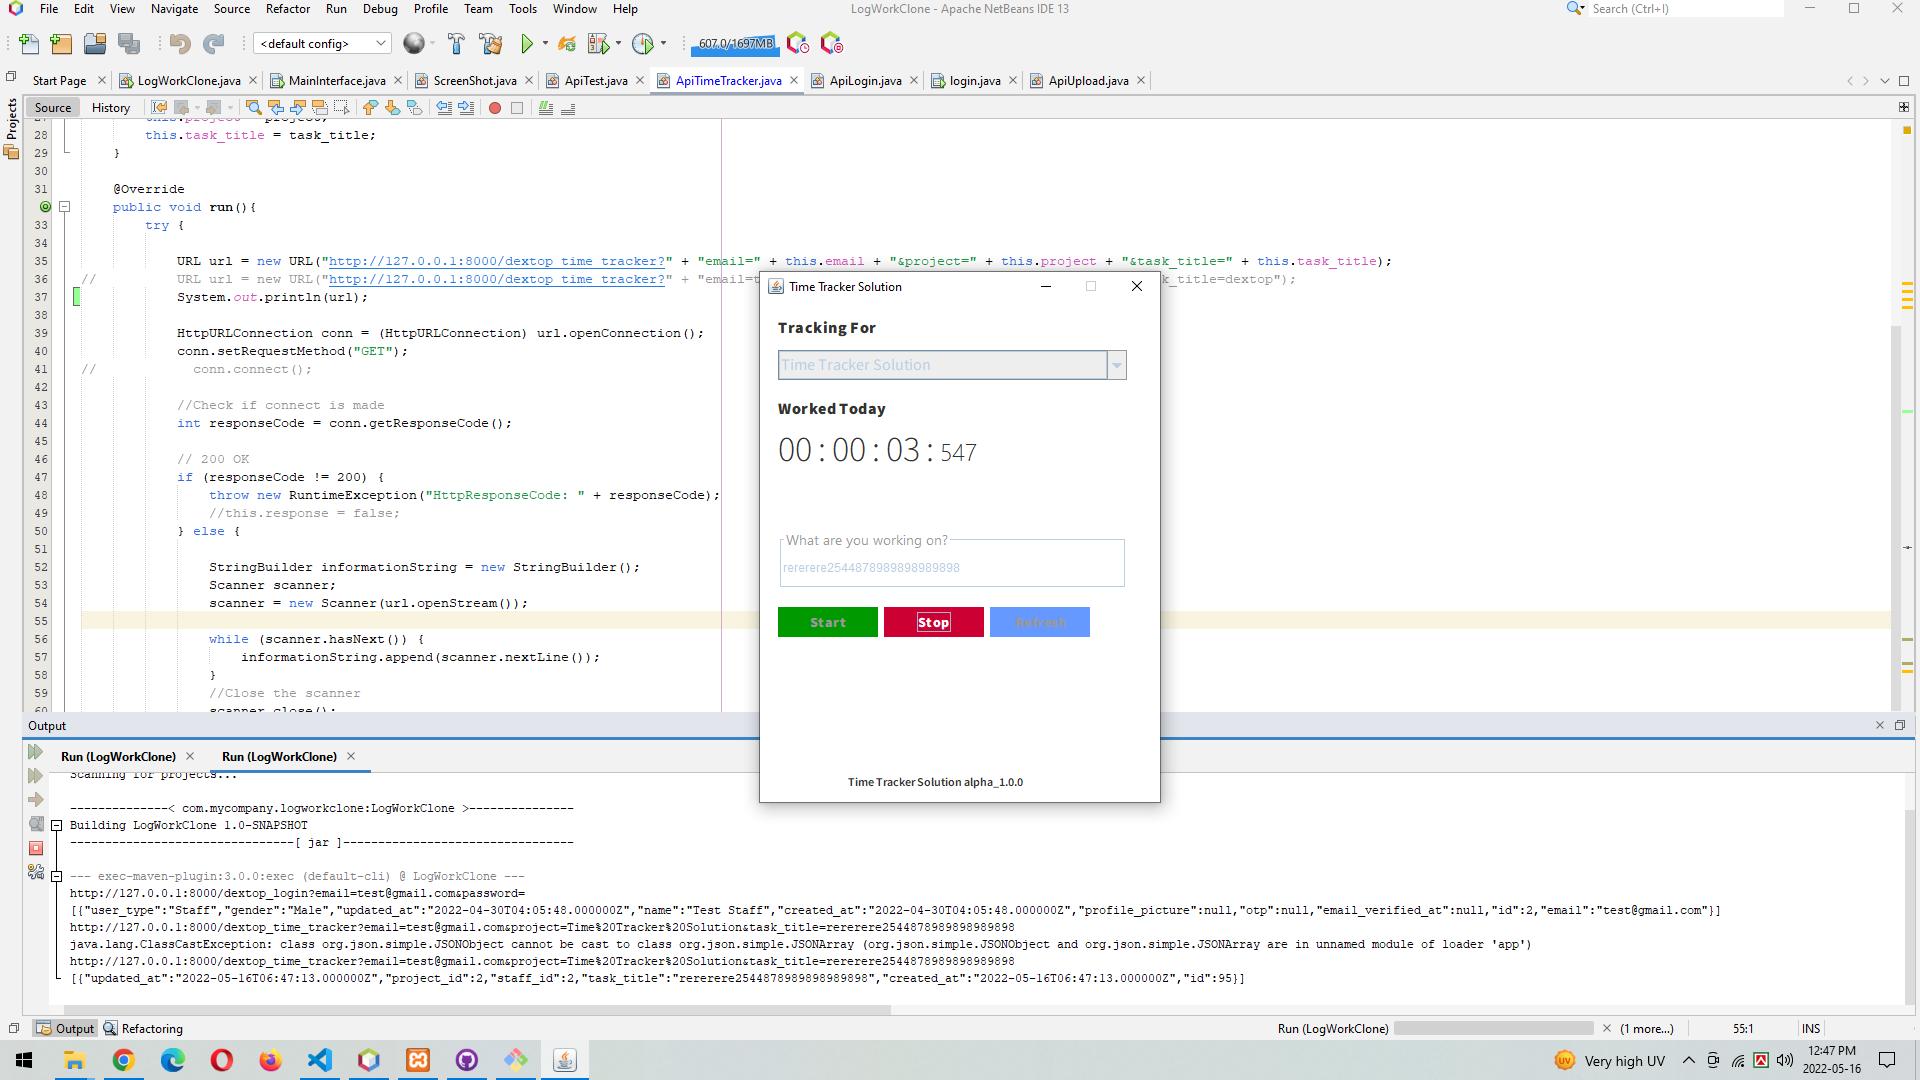 File Edit View Navigate Source Refactor Run Debug Profile Team Tools Window Help
LogWorkClone - Apache NetBeans IDE 13
Search (Ctrl+I)
<default config>
607.0/1697MB
Start Page
LogWorkClone.java
MainInterface.java
ScreenShot.java
ApiTest.java
ApiTimeTracker.java
ApiLogin.java
login.java
ApiUpload.java
Projects
Source History
28 this.task_title = task_title;
29 }
30
31 @Override
public void run(){
33 try {
34
35 URL url = new URL("http://127.0.0.1:8000/dextop_time_tracker?" + "email=" + this.email + "&project=" + this.project + "&task_title=" + this.task_title);
36 // URL url = new URL("http://127.0.0.1:8000/dextop_time_tracker?" + "email=t
_title=dextop");
37 System.out.println(url);
38
39 HttpURLConnection conn = (HttpURLConnection) url.openConnection();
40 conn.setRequestMethod("GET");
41 // conn.connect();
42
43 //Check if connect is made
44 int responseCode = conn.getResponseCode();
45
46 // 200 OK
47 if (responseCode != 200) {
48 throw new RuntimeException("HttpResponseCode: " + responseCode);
49 //this.response = false;
50 } else {
51
52 StringBuilder informationString = new StringBuilder();
53 Scanner scanner;
54 scanner = new Scanner(url.openStream());
55
56 while (scanner.hasNext()) {
57 informationString.append(scanner.nextLine());
58 }
59 //Close the scanner
60 scanner.close();
Time Tracker Solution
Tracking For
Time Tracker Solution
Worked Today
00:00:03:547
What are you working on?
rererere2544878989898989898
Start Stop Refresh
Time Tracker Solution alpha_1.0.0
Output
Run (LogWorkClone) Run (LogWorkClone)
Scanning for projects...
--------------< com.mycompany.logworkclone:LogWorkClone >---------------
Building LogWorkClone 1.0-SNAPSHOT
--------------------------------[ jar ]---------------------------------
--- exec-maven-plugin:3.0.0:exec (default-cli) @ LogWorkClone ---
http://127.0.0.1:8000/dextop_login?email=test@gmail.com&password=
[{"user_type":"Staff","gender":"Male","updated_at":"2022-04-30T04:05:48.000000Z","name":"Test Staff","created_at":"2022-04-30T04:05:48.000000Z","profile_picture":null,"otp":null,"email_verified_at":null,"id":2,"email":"test@gmail.com"}]
http://127.0.0.1:8000/dextop_time_tracker?email=test@gmail.com&project=Time%20Tracker%20Solution&task_title=rererere2544878989898989898
java.lang.ClassCastException: class org.json.simple.JSONObject cannot be cast to class org.json.simple.JSONArray (org.json.simple.JSONObject and org.json.simple.JSONArray are in unnamed module of loader 'app')
http://127.0.0.1:8000/dextop_time_tracker?email=test@gmail.com&project=Time%20Tracker%20Solution&task_title=rererere2544878989898989898
[{"updated_at":"2022-05-16T06:47:13.000000Z","project_id":2,"staff_id":2,"task_title":"rererere2544878989898989898","created_at":"2022-05-16T06:47:13.000000Z","id":95}]
Output Refactoring
Run (LogWorkClone)
(1 more...)
55:1
INS
UV
Very high UV
12:47 PM
2022-05-16